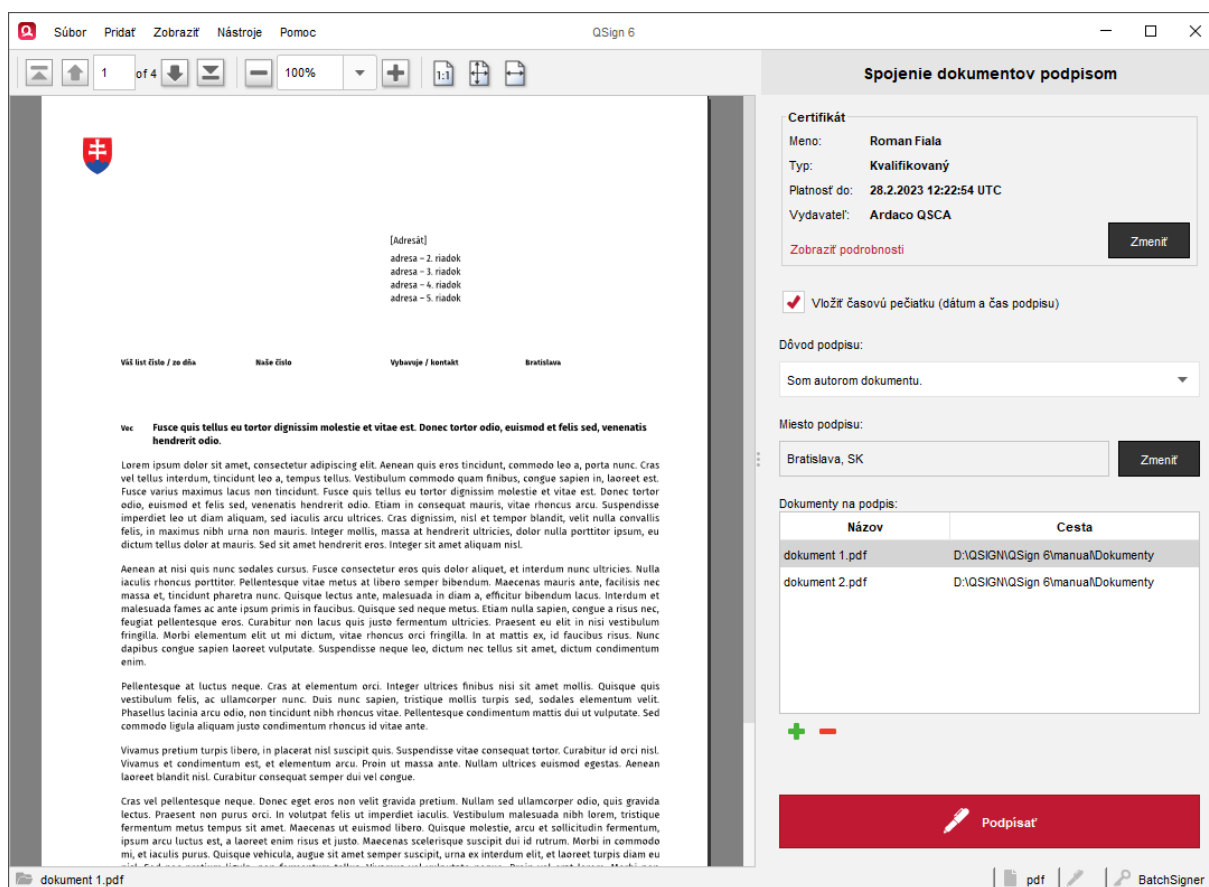 Súbor Pridať Zobraziť Nástroje Pomoc QSign 6
1 of 4 100% 1:1
Spojenie dokumentov podpisom
[Adresát]
adresa – 2. riadok
adresa – 3. riadok
adresa – 4. riadok
adresa – 5. riadok
Váš list číslo / zo dňa Naše číslo Vybavuje / kontakt Bratislava
Vec Fusce quis tellus eu tortor dignissim molestie et vitae est. Donec tortor odio, euismod et felis sed, venenatis
hendrerit odio.
Lorem ipsum dolor sit amet, consectetur adipiscing elit. Aenean quis eros tincidunt, commodo leo a, porta nunc. Cras
vel tellus interdum, tincidunt leo a, tempus tellus. Vestibulum commodo quam finibus, congue sapien in, laoreet est.
Fusce varius maximus lacus non tincidunt. Fusce quis tellus eu tortor dignissim molestie et vitae est. Donec tortor
odio, euismod et felis sed, venenatis hendrerit odio. Etiam in consequat mauris, vitae rhoncus arcu. Suspendisse
imperdiet leo ut diam aliquam, sed iaculis arcu ultrices. Cras dignissim, nisl et tempor blandit, velit nulla convallis
felis, in maximus nibh urna non mauris. Integer mollis, massa at hendrerit ultricies, dolor nulla porttitor ipsum, eu
dictum tellus dolor at mauris. Sed sit amet hendrerit eros. Integer sit amet aliquam nisl.
Aenean at nisi quis nunc sodales cursus. Fusce consectetur eros quis dolor aliquet, et interdum nunc ultricies. Nulla
iaculis rhoncus porttitor. Pellentesque vitae metus at libero semper bibendum. Maecenas mauris ante, facilisis nec
massa et, tincidunt pharetra nunc. Quisque lectus ante, malesuada in diam a, efficitur bibendum lacus. Interdum et
malesuada fames ac ante ipsum primis in faucibus. Quisque sed neque metus. Etiam nulla sapien, congue a risus nec,
feugiat pellentesque eros. Curabitur non lacus quis justo fermentum ultricies. Praesent eu elit in nisi vestibulum
fringilla. Morbi elementum elit ut mi dictum, vitae rhoncus orci fringilla. In at mattis ex, id faucibus risus. Nunc
dapibus congue sapien laoreet vulputate. Suspendisse neque leo, dictum nec tellus sit amet, dictum condimentum
enim.
Pellentesque at luctus neque. Cras at elementum orci. Integer ultrices finibus nisi sit amet mollis. Quisque quis
vestibulum felis, ac ullamcorper nunc. Duis nunc sapien, tristique mollis turpis sed, sodales elementum velit.
Phasellus lacinia arcu odio, non tincidunt nibh rhoncus vitae. Pellentesque condimentum mattis dui ut vulputate. Sed
commodo ligula aliquam justo condimentum rhoncus id vitae ante.
Vivamus pretium turpis libero, in placerat nisl suscipit quis. Suspendisse vitae consequat tortor. Curabitur id orci nisl.
Vivamus et condimentum est, et elementum arcu. Proin ut massa ante. Nullam ultrices euismod egestas. Aenean
laoreet blandit nisl. Curabitur consequat semper dui vel congue.
Cras vel pellentesque neque. Donec eget eros non velit gravida pretium. Nullam sed ullamcorper odio, quis gravida
lectus. Praesent non purus orci. In volutpat felis ut imperdiet iaculis. Vestibulum malesuada nibh lorem, tristique
fermentum metus tempus sit amet. Maecenas ut euismod libero. Quisque molestie, arcu et sollicitudin fermentum,
ipsum arcu luctus est, a laoreet enim risus et justo. Maecenas scelerisque suscipit dui id rutrum. Morbi in commodo
mi, et iaculis purus. Quisque vehicula, augue sit amet semper suscipit, urna ex interdum elit, et laoreet turpis diam eu
Certifikát
Meno: Roman Fiala
Typ: Kvalifikovaný
Platnosť do: 28.2.2023 12:22:54 UTC
Vydavateľ: Ardaco QSCA
Zobraziť podrobnosti Zmeniť
Vložiť časovú pečiatku (dátum a čas podpisu)
Dôvod podpisu:
Som autorom dokumentu.
Miesto podpisu:
Bratislava, SK Zmeniť
Dokumenty na podpis:
Názov Cesta
dokument 1.pdf D:\QSIGN\QSign 6\manual\Dokumenty
dokument 2.pdf D:\QSIGN\QSign 6\manual\Dokumenty
Podpísať
dokument 1.pdf pdf BatchSigner